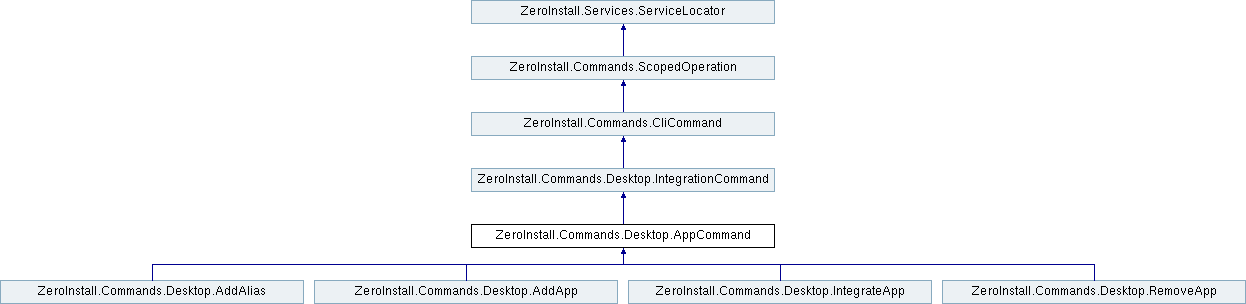 ZeroInstall.Services.ServiceLocator
ZeroInstall.Commands.ScopedOperation
ZeroInstall.Commands.CliCommand
ZeroInstall.Commands.Desktop.IntegrationCommand
ZeroInstall.Commands.Desktop.AppCommand
ZeroInstall.Commands.Desktop.AddAlias
ZeroInstall.Commands.Desktop.AddApp
ZeroInstall.Commands.Desktop.IntegrateApp
ZeroInstall.Commands.Desktop.RemoveApp